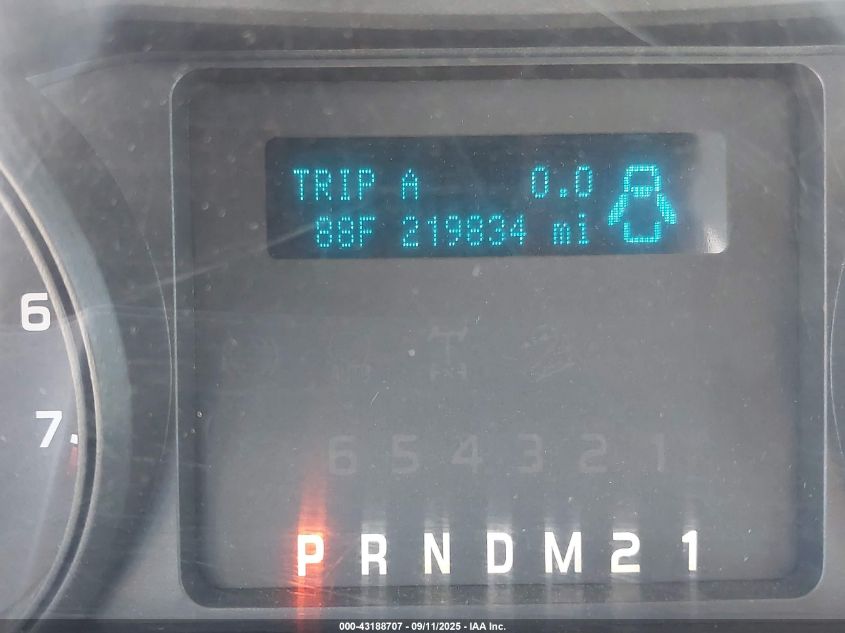 TRIP A 0.0
88F 219834 mi
6
7
6 5 4 3 2 1
P R N D M 2 1
000-43188707 - 09/11/2025 - IAA Inc.